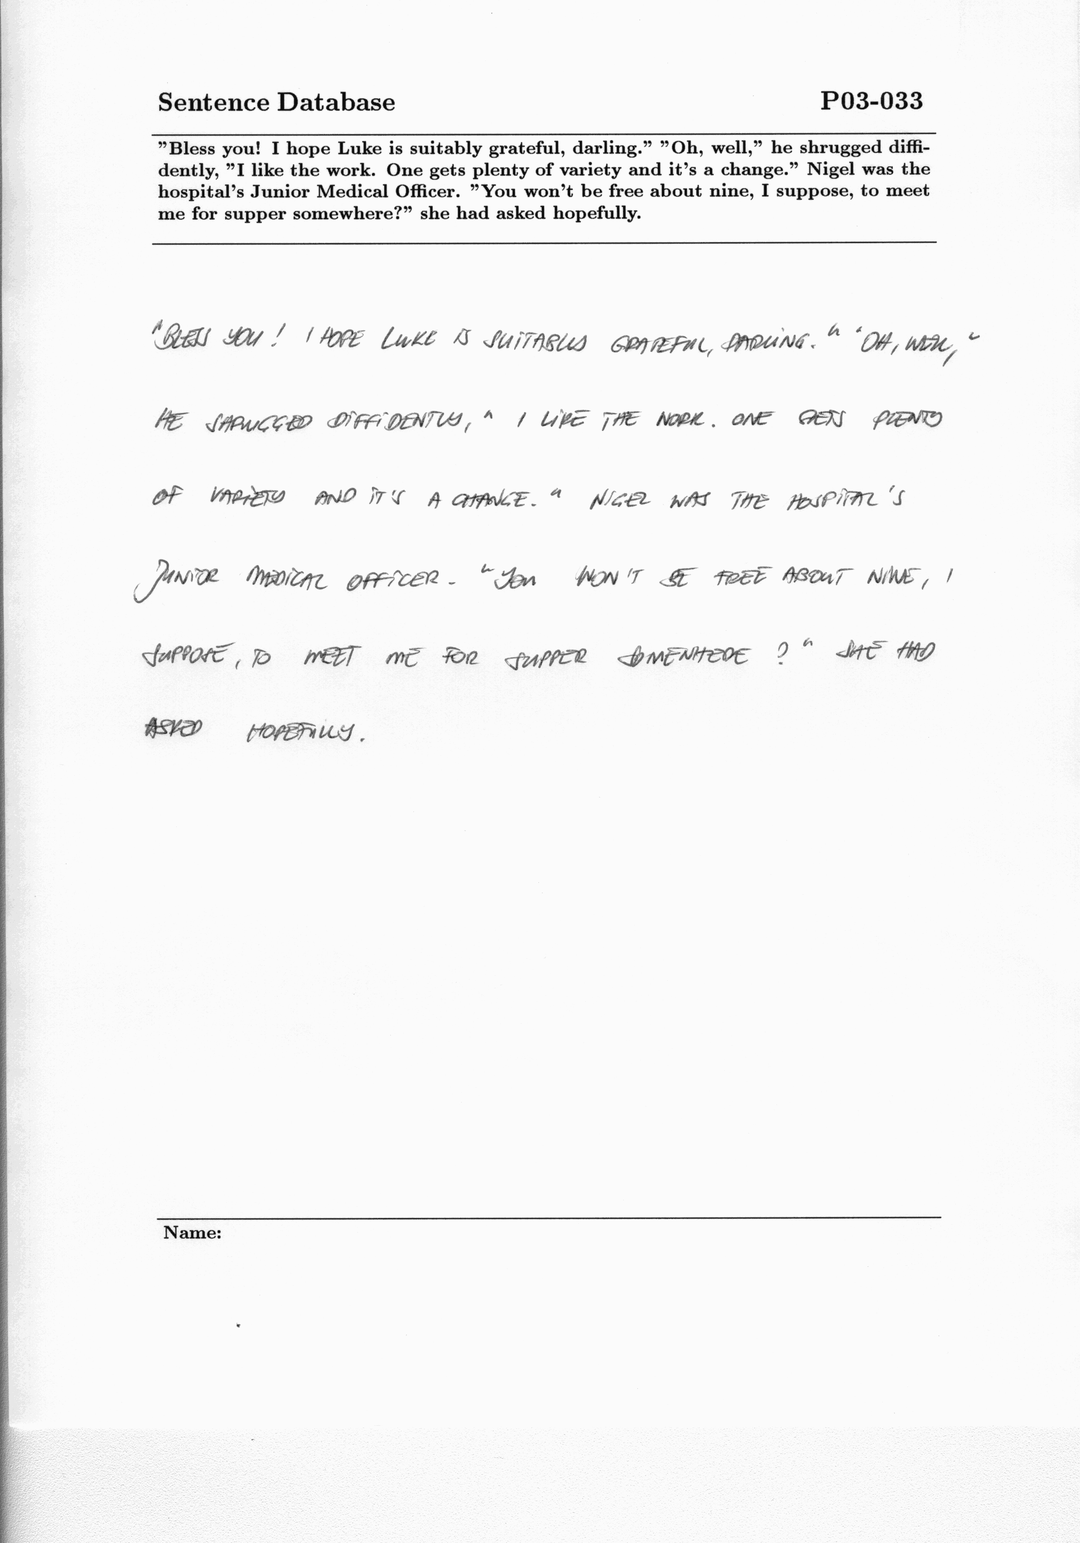 Sentence Database P03-033
"Bless you! I hope Luke is suitably grateful, darling." "Oh, well," he shrugged diffi-
dently, "I like the work. One gets plenty of variety and it's a change." Nigel was the
hospital's Junior Medical Officer. "You won't be free about nine, I suppose, to meet
me for supper somewhere?" she had asked hopefully.
"BLESS YOU! I HOPE LUKE IS SUITABLY GRATEFUL, DARLING." "OH, WELL,"
HE SHRUGGED DIFFIDENTLY, " I LIKE THE WORK. ONE GETS PLENTY
OF VARIETY AND IT'S A CHANGE." NIGEL WAS THE HOSPITAL'S
JUNIOR MEDICAL OFFICER. "YOU WON'T BE FREE ABOUT NINE, I
SUPPOSE, TO MEET ME FOR SUPPER SOMEWHERE ?" SHE HAD
ASKED HOPEFULLY.
Name: